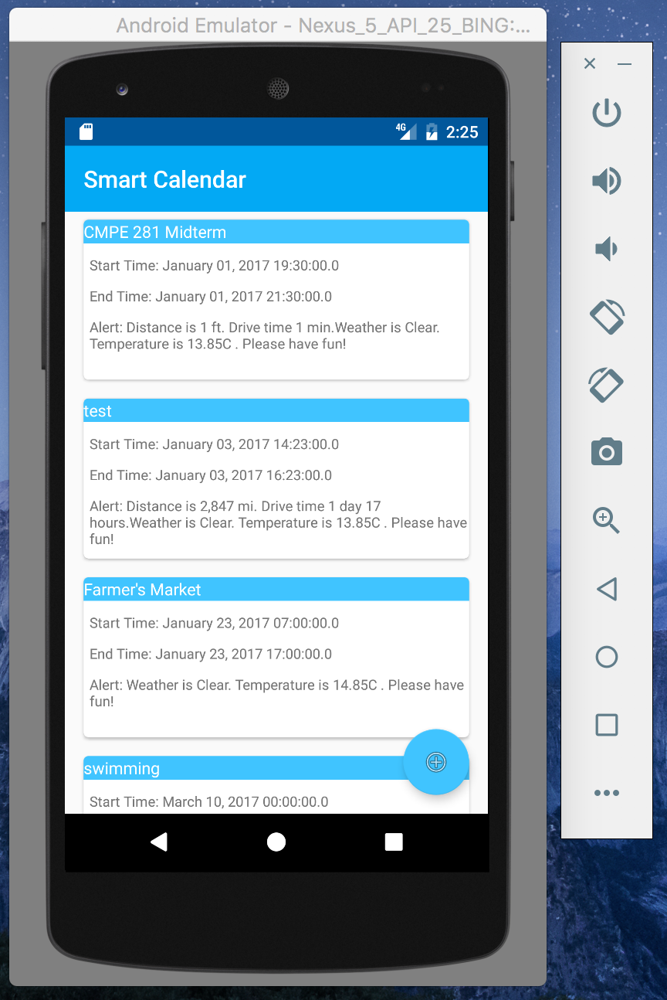 Android Emulator - Nexus_5_API_25_BING:...
4G 2:25
Smart Calendar
CMPE 281 Midterm
Start Time: January 01, 2017 19:30:00.0
End Time: January 01, 2017 21:30:00.0
Alert: Distance is 1 ft. Drive time 1 min.Weather is Clear.
Temperature is 13.85C . Please have fun!
test
Start Time: January 03, 2017 14:23:00.0
End Time: January 03, 2017 16:23:00.0
Alert: Distance is 2,847 mi. Drive time 1 day 17
hours.Weather is Clear. Temperature is 13.85C . Please have
fun!
Farmer's Market
Start Time: January 23, 2017 07:00:00.0
End Time: January 23, 2017 17:00:00.0
Alert: Weather is Clear. Temperature is 14.85C . Please have
fun!
swimming
Start Time: March 10, 2017 00:00:00.0